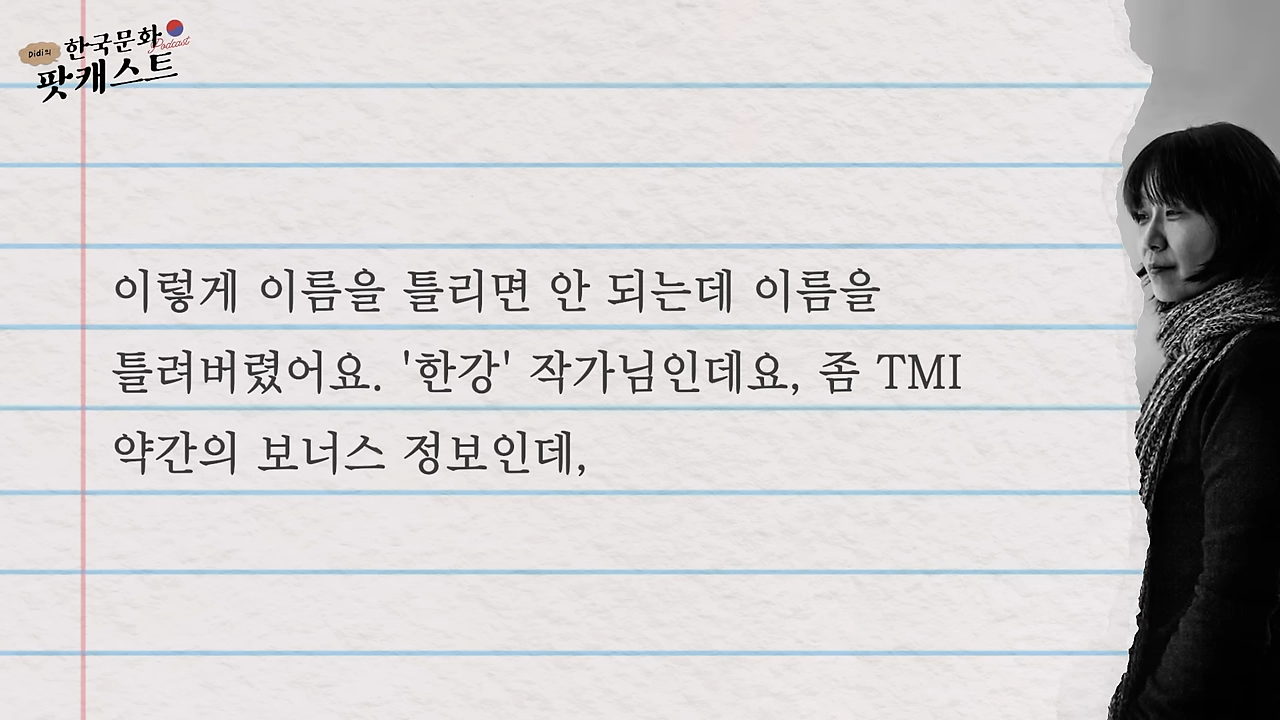 Didi의
한국문화
Podcast
팟캐스트
이렇게 이름을 틀리면 안 되는데 이름을
틀려버렸어요. '한강' 작가님인데요, 좀 TMI
약간의 보너스 정보인데,